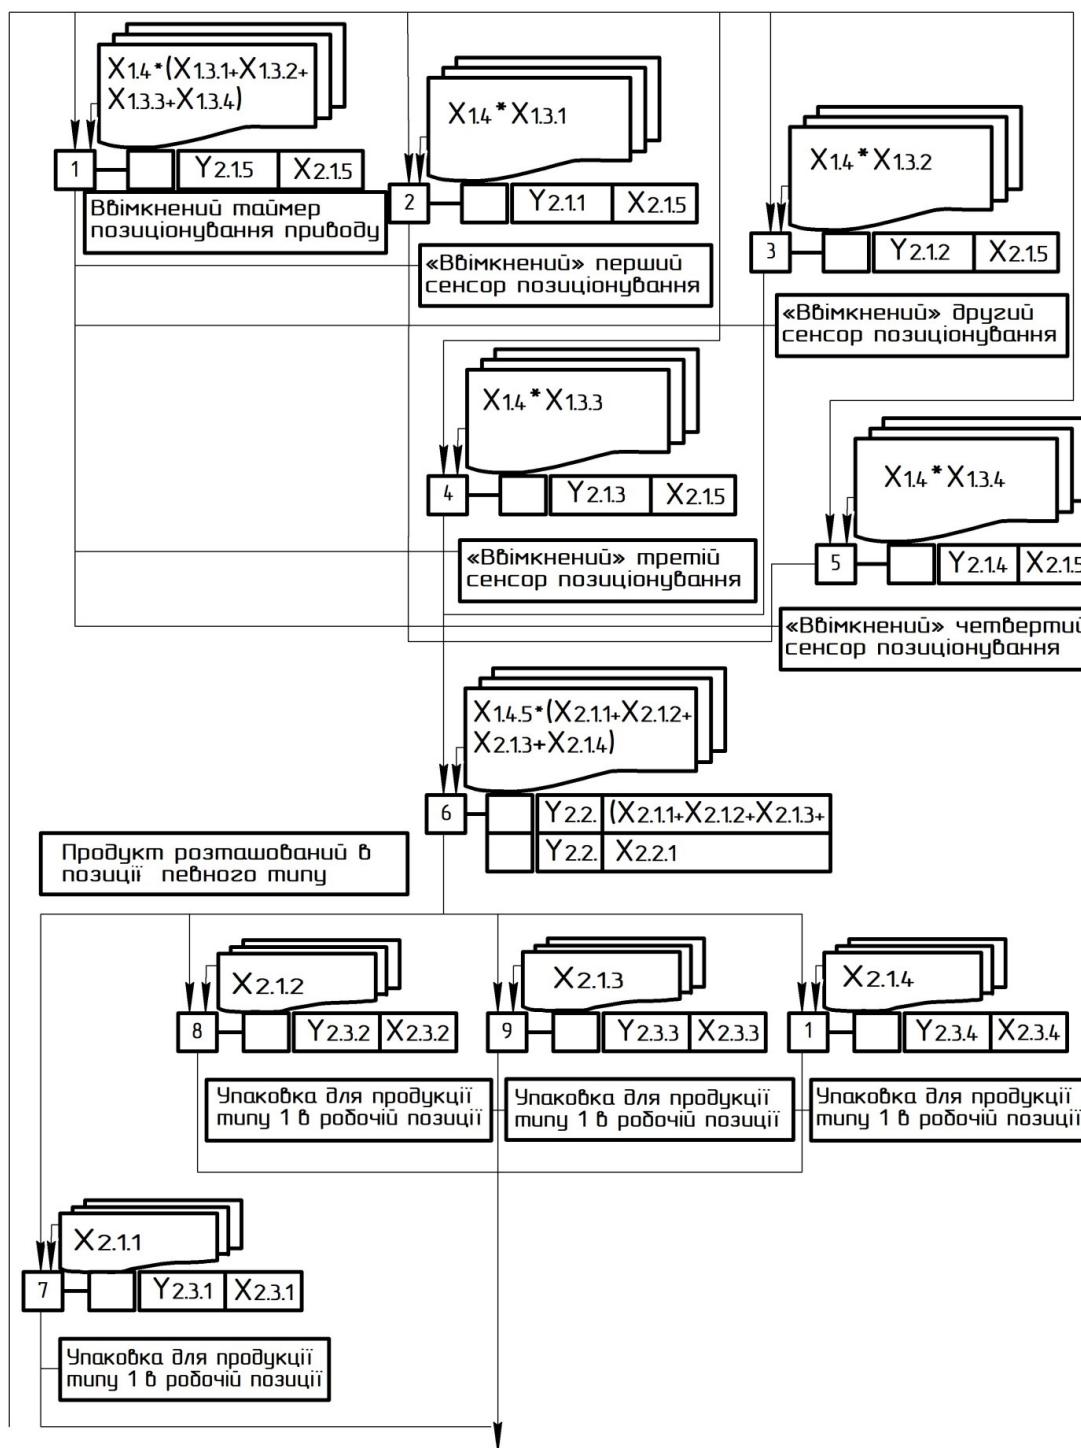 X1.4*(X1.3.1+X1.3.2+
X1.3.3+X1.3.4)
1 Y2.1.5 X2.1.5
Ввімкнений таймер
позиціонування приводу
X1.4*X1.3.1
2 Y2.1.1 X2.1.5
«Ввімкнений» перший
сенсор позиціонування
X1.4*X1.3.2
3 Y2.1.2 X2.1.5
«Ввімкнений» другий
сенсор позиціонування
X1.4*X1.3.3
4 Y2.1.3 X2.1.5
«Ввімкнений» третій
сенсор позиціонування
X1.4*X1.3.4
5 Y2.1.4 X2.1.5
«Ввімкнений» четвертий
сенсор позиціонування
X1.4.5*(X2.1.1+X2.1.2+
X2.1.3+X2.1.4)
6 Y2.2. (X2.1.1+X2.1.2+X2.1.3+
Y2.2. X2.2.1
Продукт розташований в
позиції певного типу
X2.1.2
8 Y2.3.2 X2.3.2
Упаковка для продукції
типу 1 в робочій позиції
X2.1.3
9 Y2.3.3 X2.3.3
Упаковка для продукції
типу 1 в робочій позиції
X2.1.4
1 Y2.3.4 X2.3.4
Упаковка для продукції
типу 1 в робочій позиції
X2.1.1
7 Y2.3.1 X2.3.1
Упаковка для продукції
типу 1 в робочій позиції